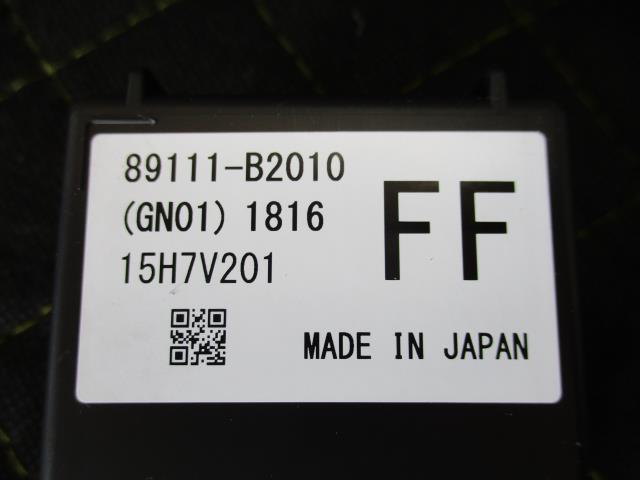 89111-B2010
(GN01) 1816
FF
15H7V201
MADE IN JAPAN